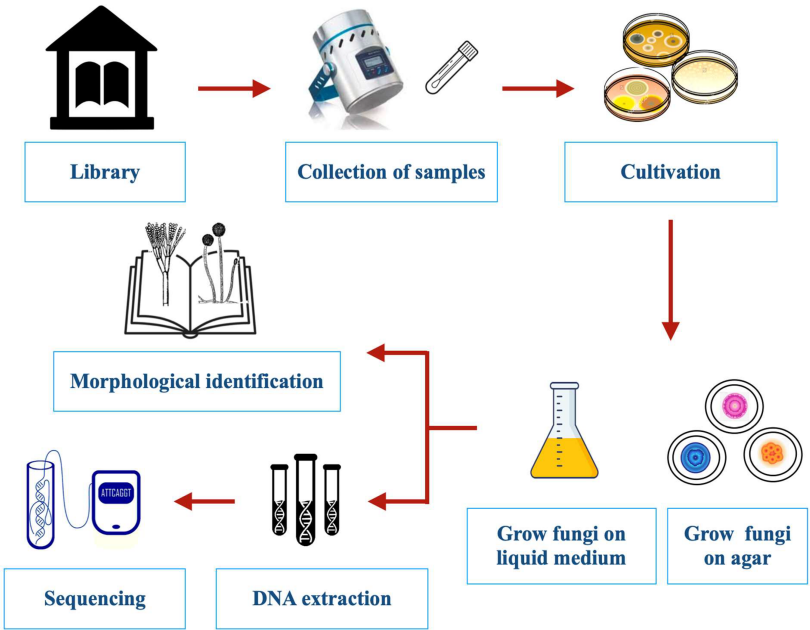 Library
Collection of samples
Cultivation
Morphological identification
Grow fungi on
liquid medium
Grow fungi
on agar
ATTCAGGT
Sequencing
DNA extraction